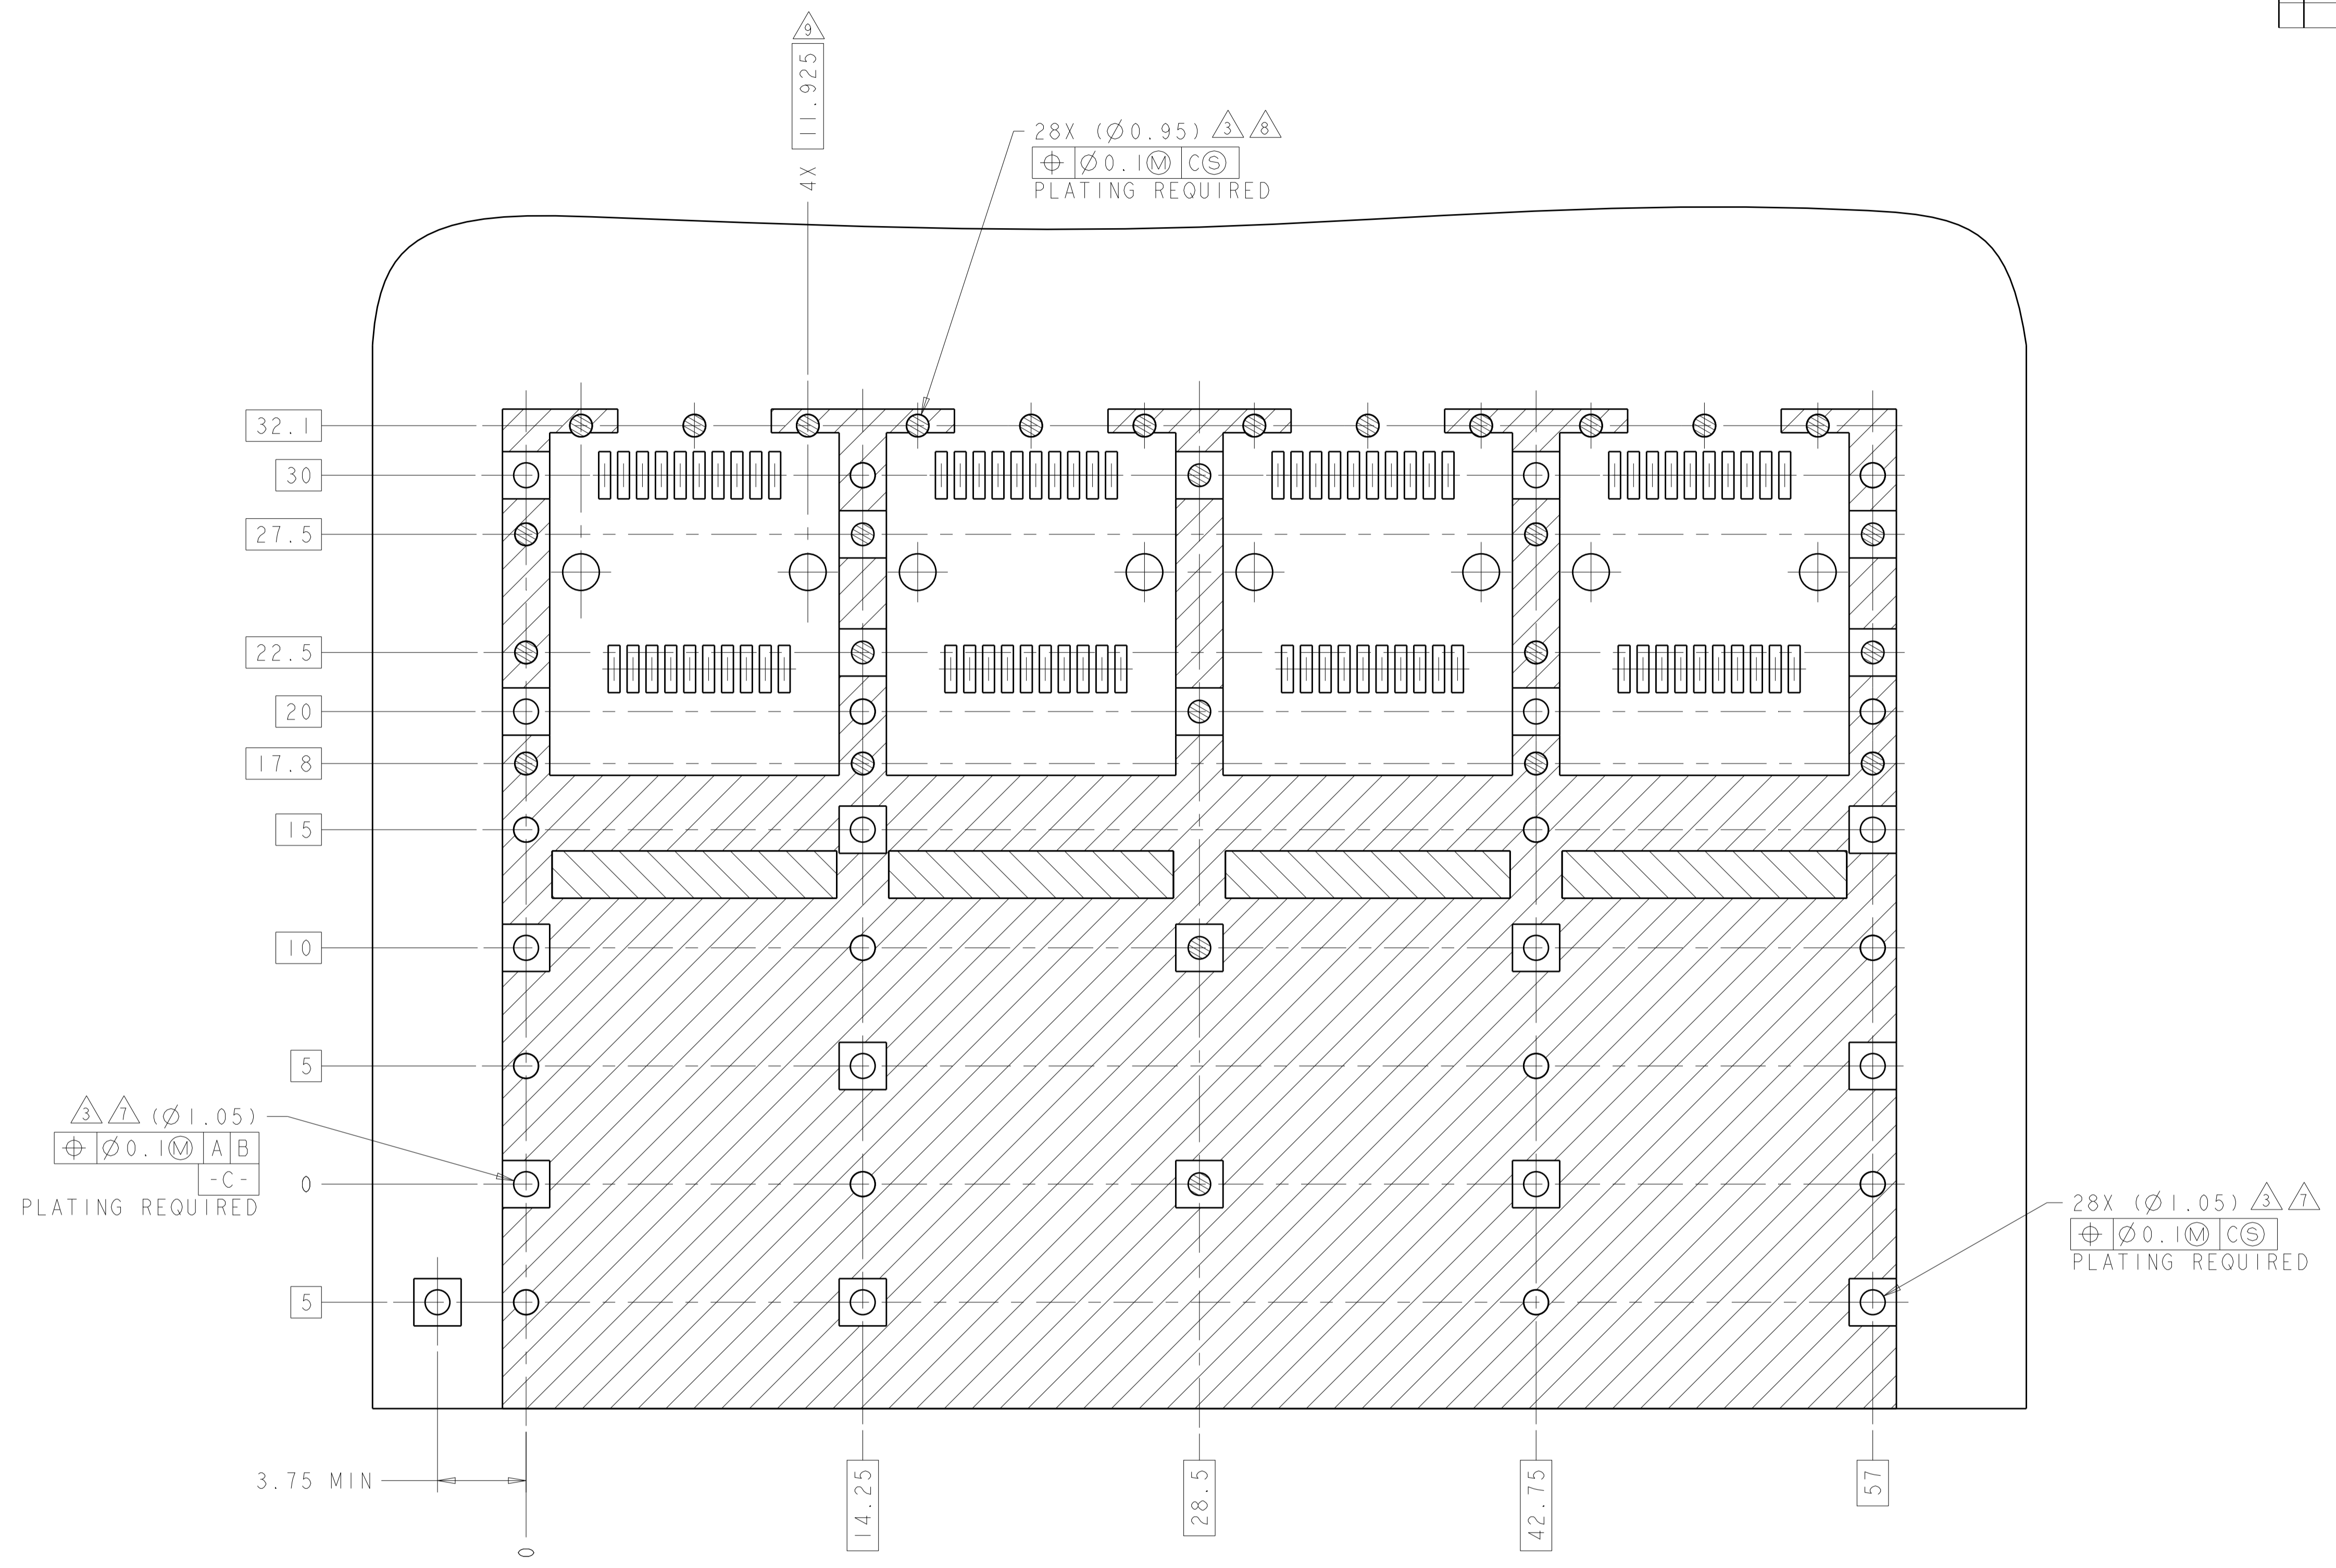 9
4X 11.925
28X (Ø0.95) 3 8
⌖ Ø0.1Ⓜ CⓈ
PLATING REQUIRED
32.1
30
27.5
22.5
20
17.8
15
10
5
3 7 (Ø1.05)
⌖ Ø0.1Ⓜ A B
-C-
PLATING REQUIRED
0
5
28X (Ø1.05) 3 7
⌖ Ø0.1Ⓜ CⓈ
PLATING REQUIRED
3.75 MIN
0
14.25
28.5
42.75
57